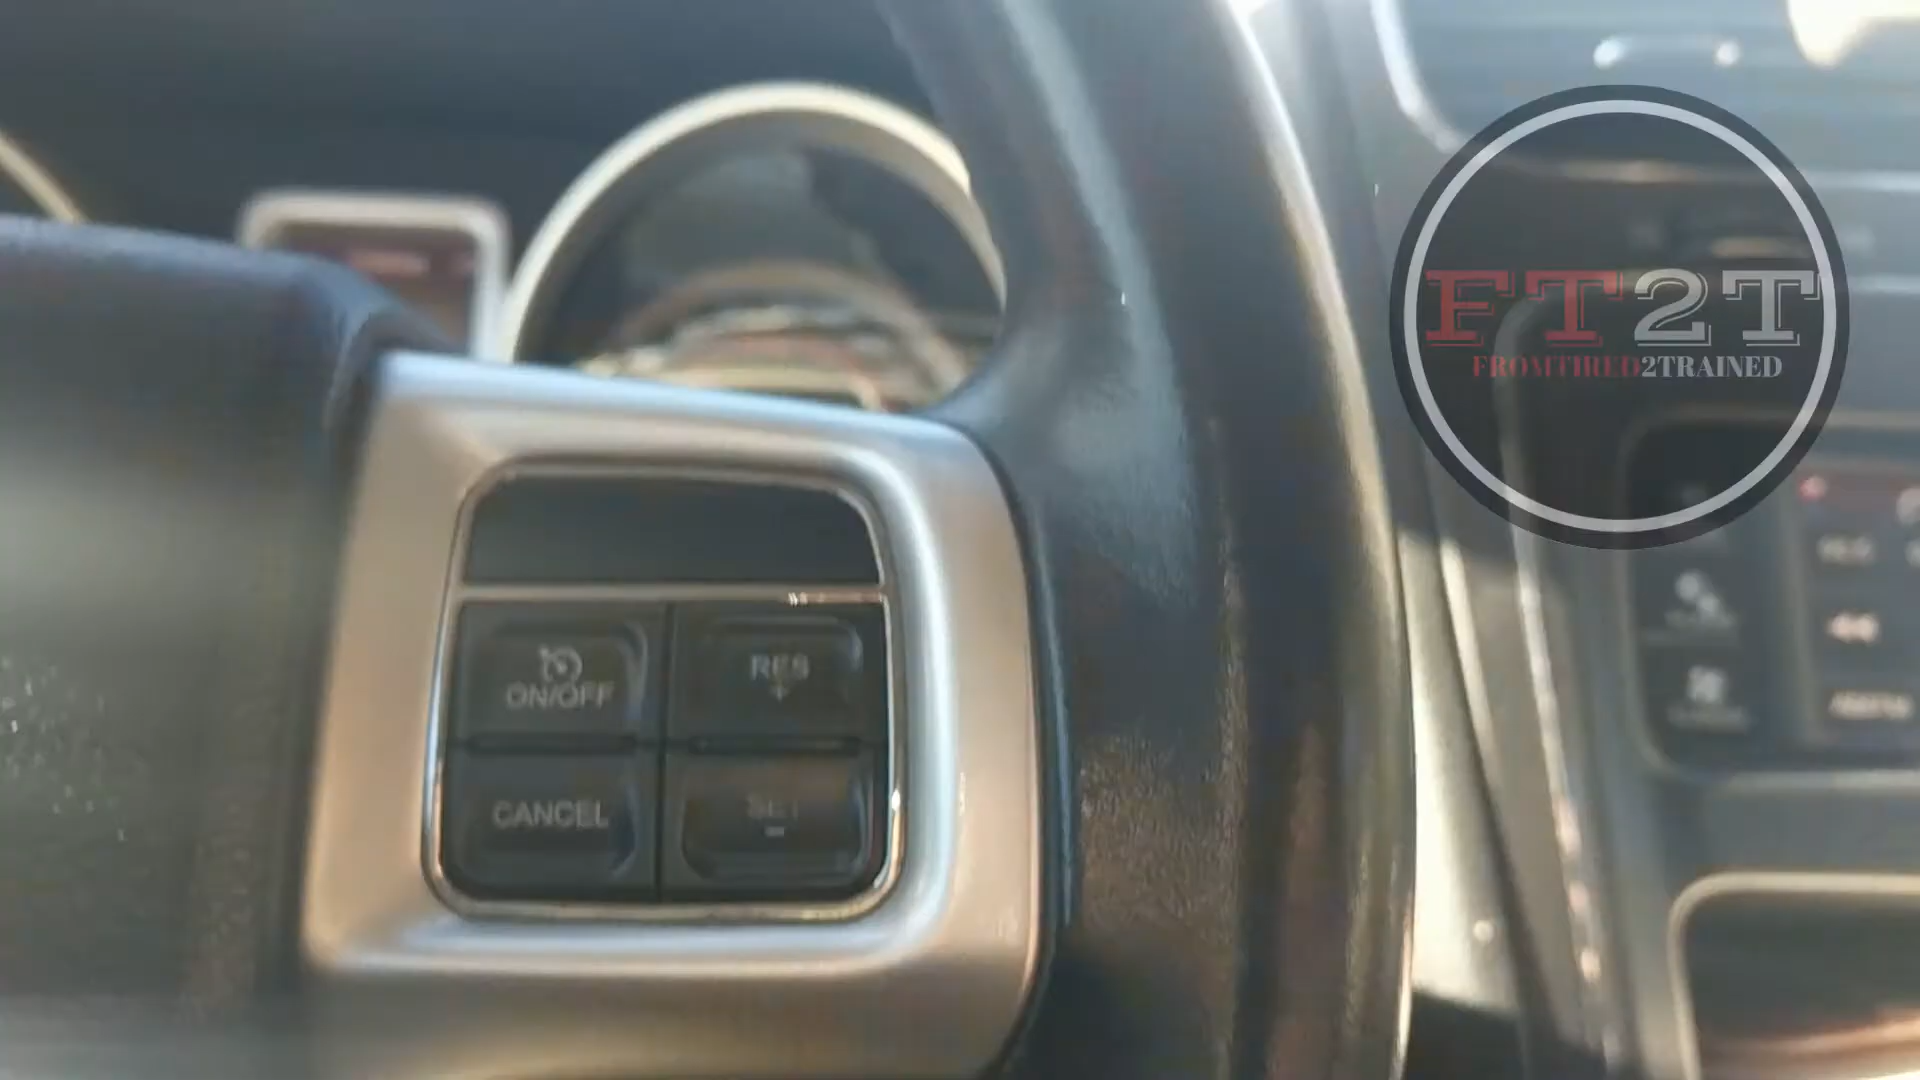 FT2T
FROMTIRED2TRAINED
ON/OFF
RES
+
CANCEL
SET
-